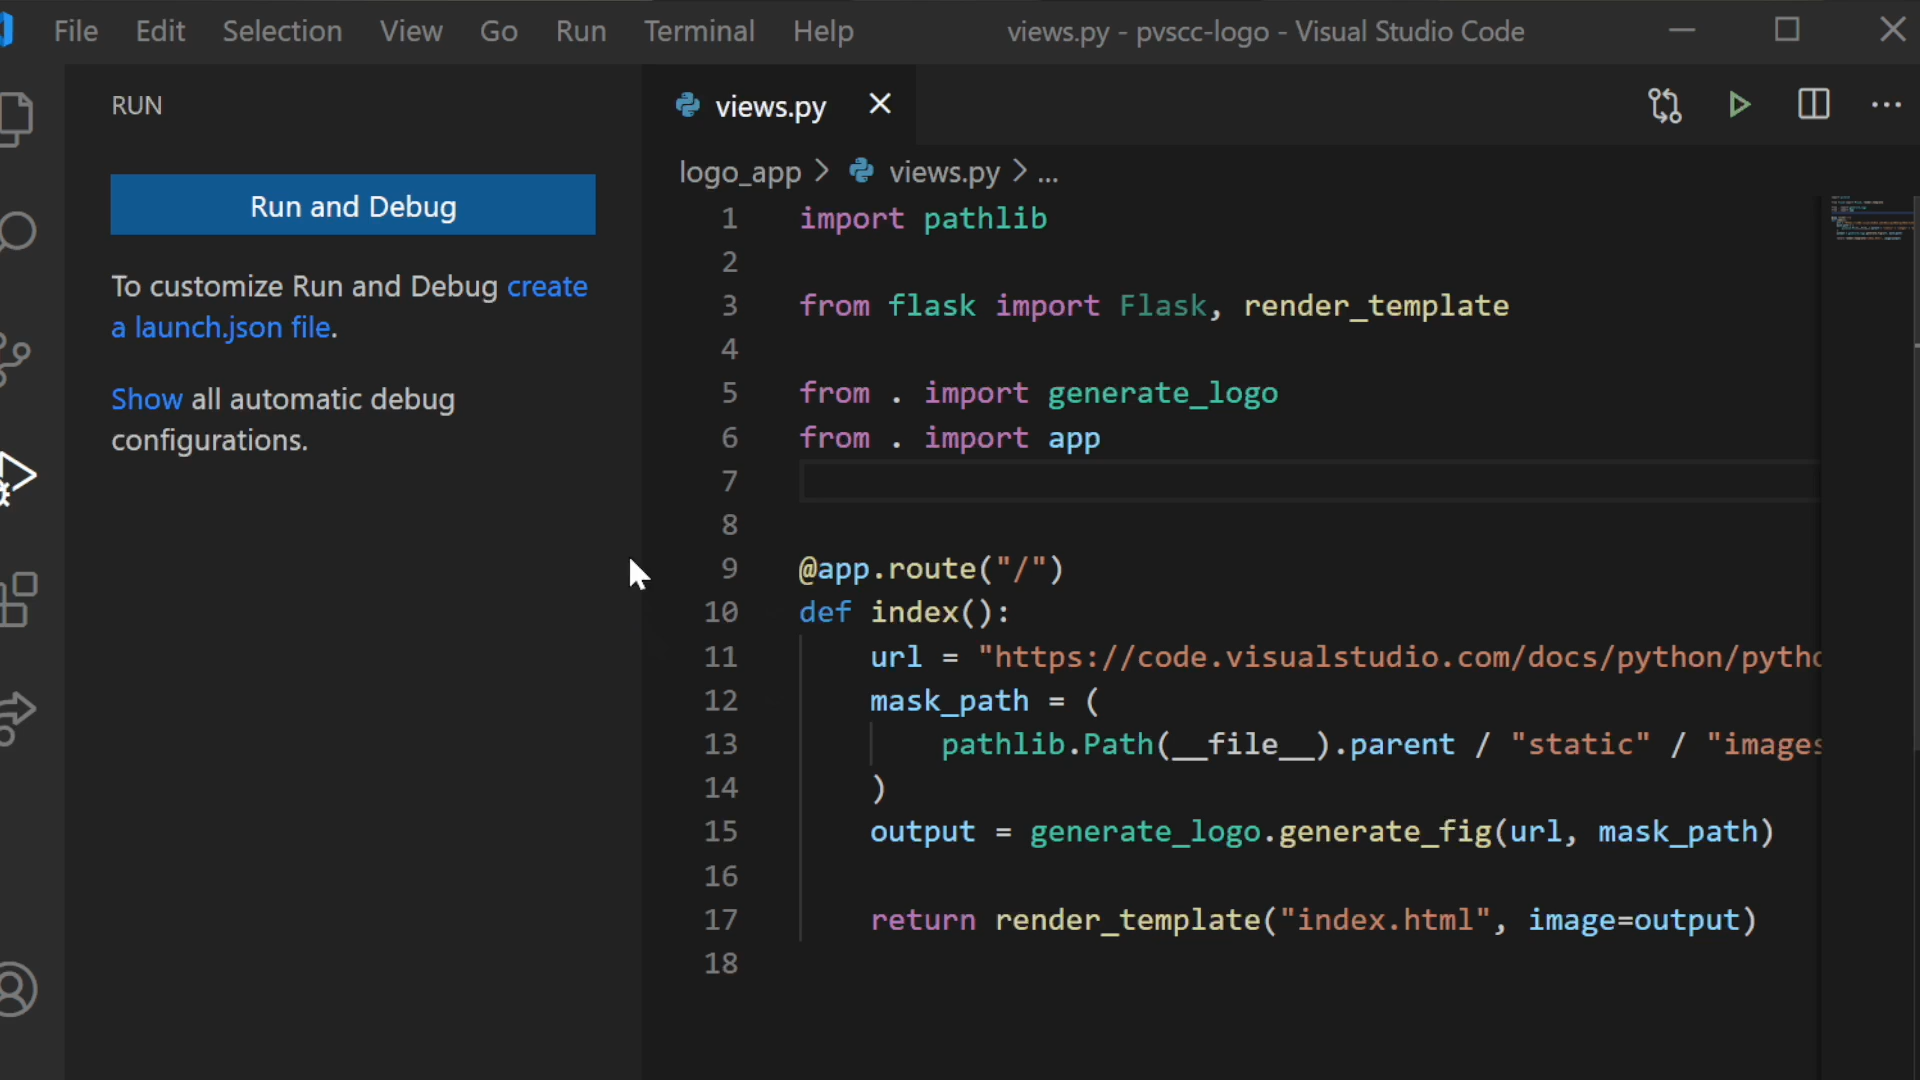 File Edit Selection View Go Run Terminal Help views.py - pvscc-logo - Visual Studio Code
RUN
Run and Debug
To customize Run and Debug create
a launch.json file.
Show all automatic debug
configurations.
views.py
logo_app > views.py > ...
1 import pathlib
2
3 from flask import Flask, render_template
4
5 from . import generate_logo
6 from . import app
7
8
9 @app.route("/")
10 def index():
11 url = "https://code.visualstudio.com/docs/python/pytho
12 mask_path = (
13 pathlib.Path(__file__).parent / "static" / "images
14 )
15 output = generate_logo.generate_fig(url, mask_path)
16
17 return render_template("index.html", image=output)
18